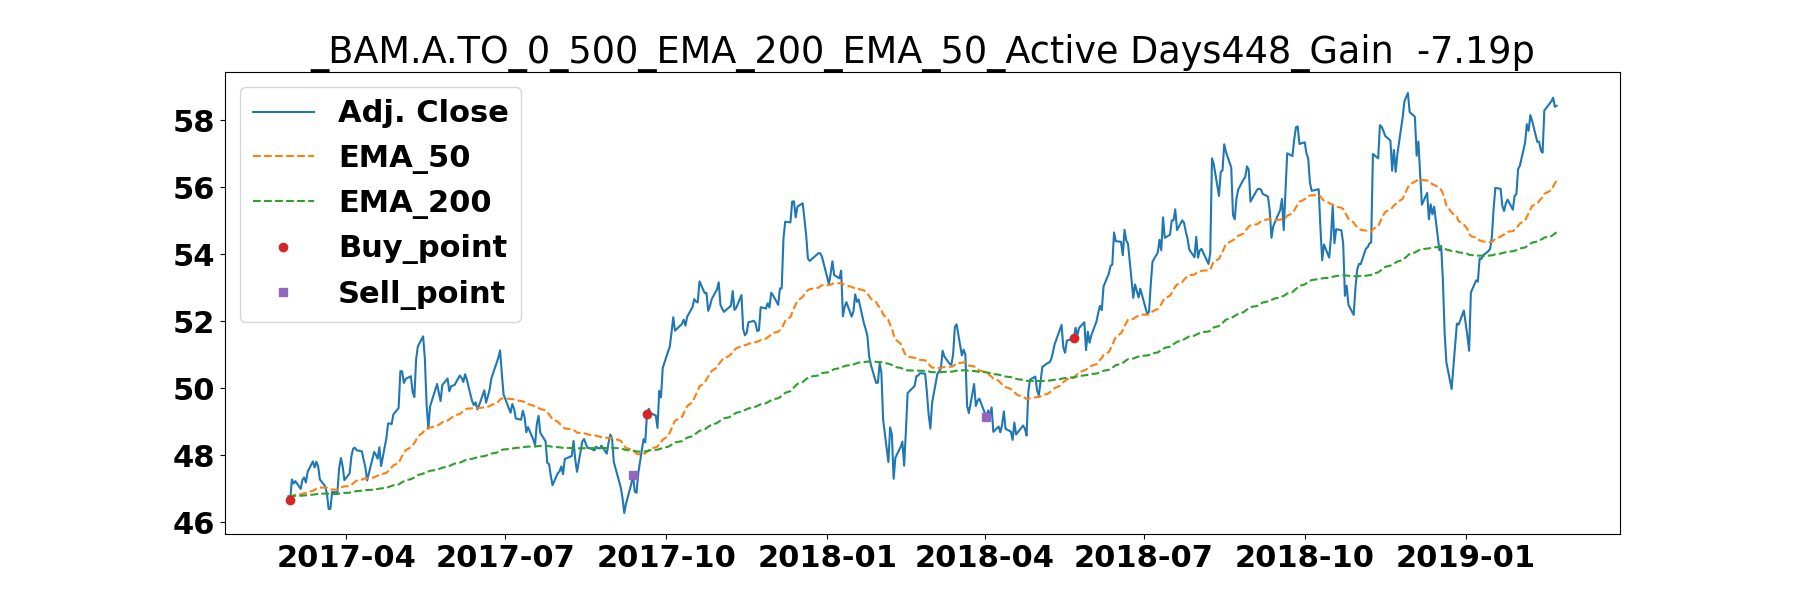 _BAM.A.TO_0_500_EMA_200_EMA_50_Active Days448_Gain  -7.19p
Adj. Close
EMA_50
EMA_200
Buy_point
Sell_point
58
56
54
52
50
48
46
2017-04 2017-07 2017-10 2018-01 2018-04 2018-07 2018-10 2019-01